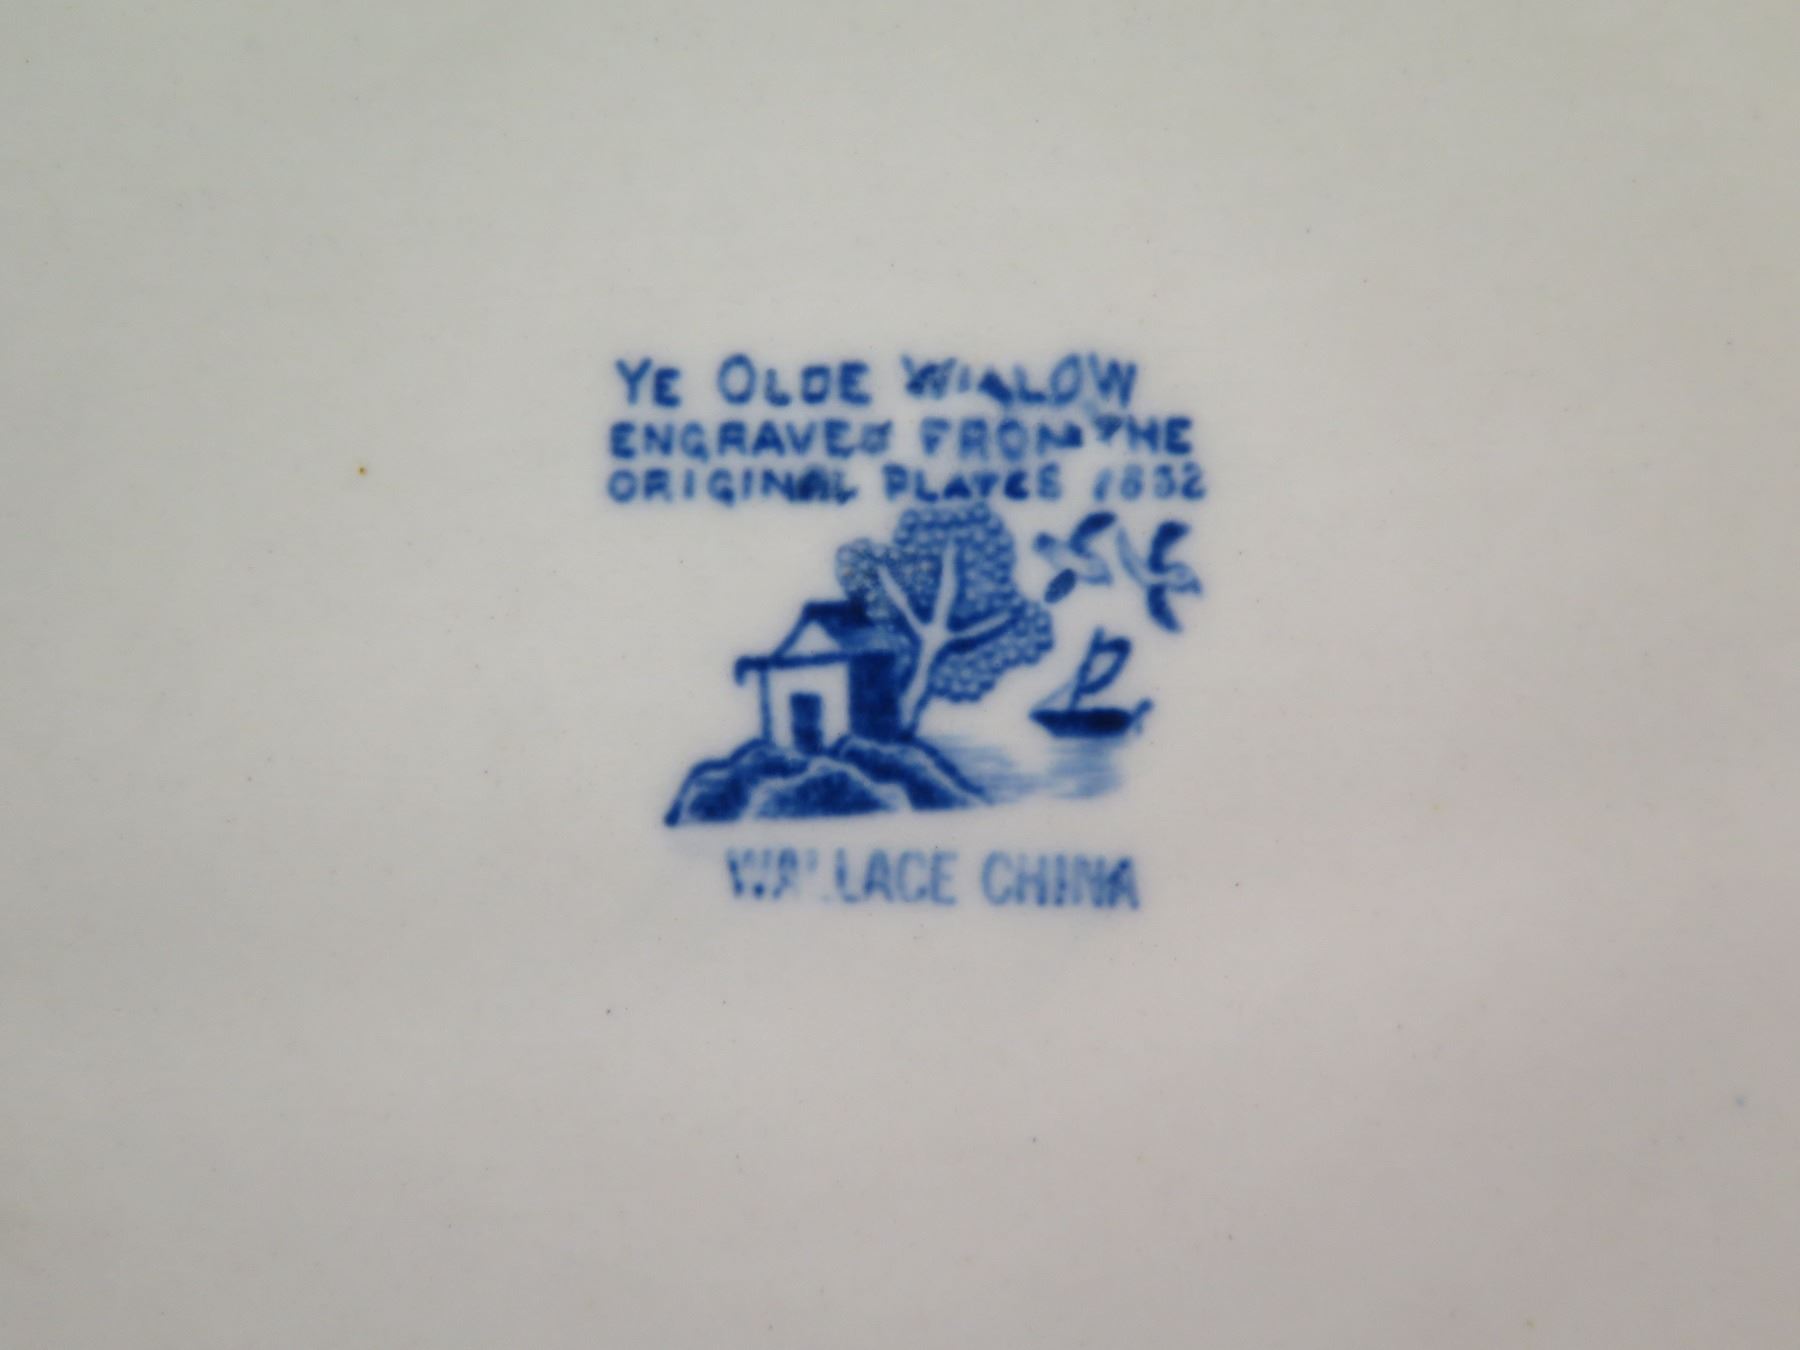 YE OLDE WILLOW
ENGRAVED FROM THE
ORIGINAL PLATES 1832
WALLACE CHINA